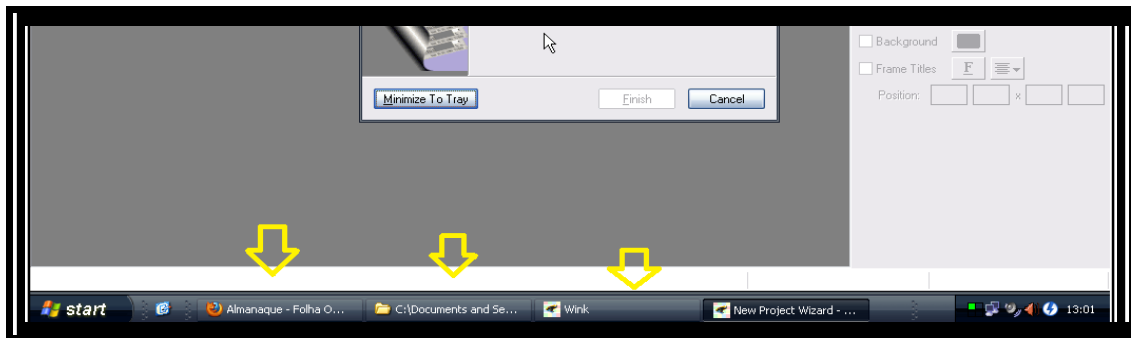 Background
Frame Titles F
Position: x
Minimize To Tray Finish Cancel
start Almanaque - Folha O... C:\Documents and Se... Wink New Project Wizard - ... 13:01